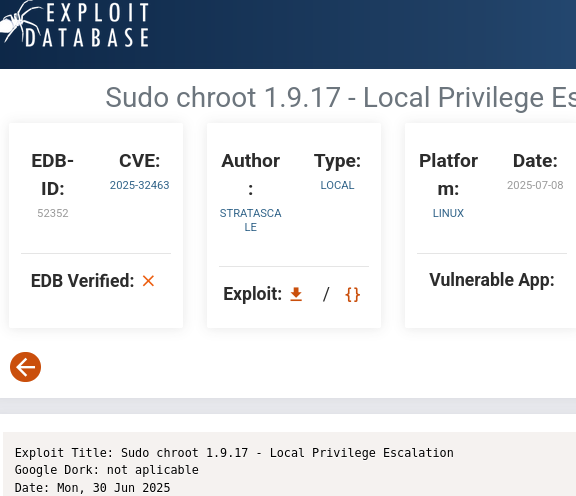 EXPLOIT
DATABASE
Sudo chroot 1.9.17 - Local Privilege Es
EDB-
ID:
52352
CVE:
2025-32463
EDB Verified:
Author
:
STRATASCA
LE
Type:
LOCAL
Exploit: / {}
Platfor
m:
LINUX
Date:
2025-07-08
Vulnerable App:
Exploit Title: Sudo chroot 1.9.17 - Local Privilege Escalation
Google Dork: not aplicable
Date: Mon, 30 Jun 2025